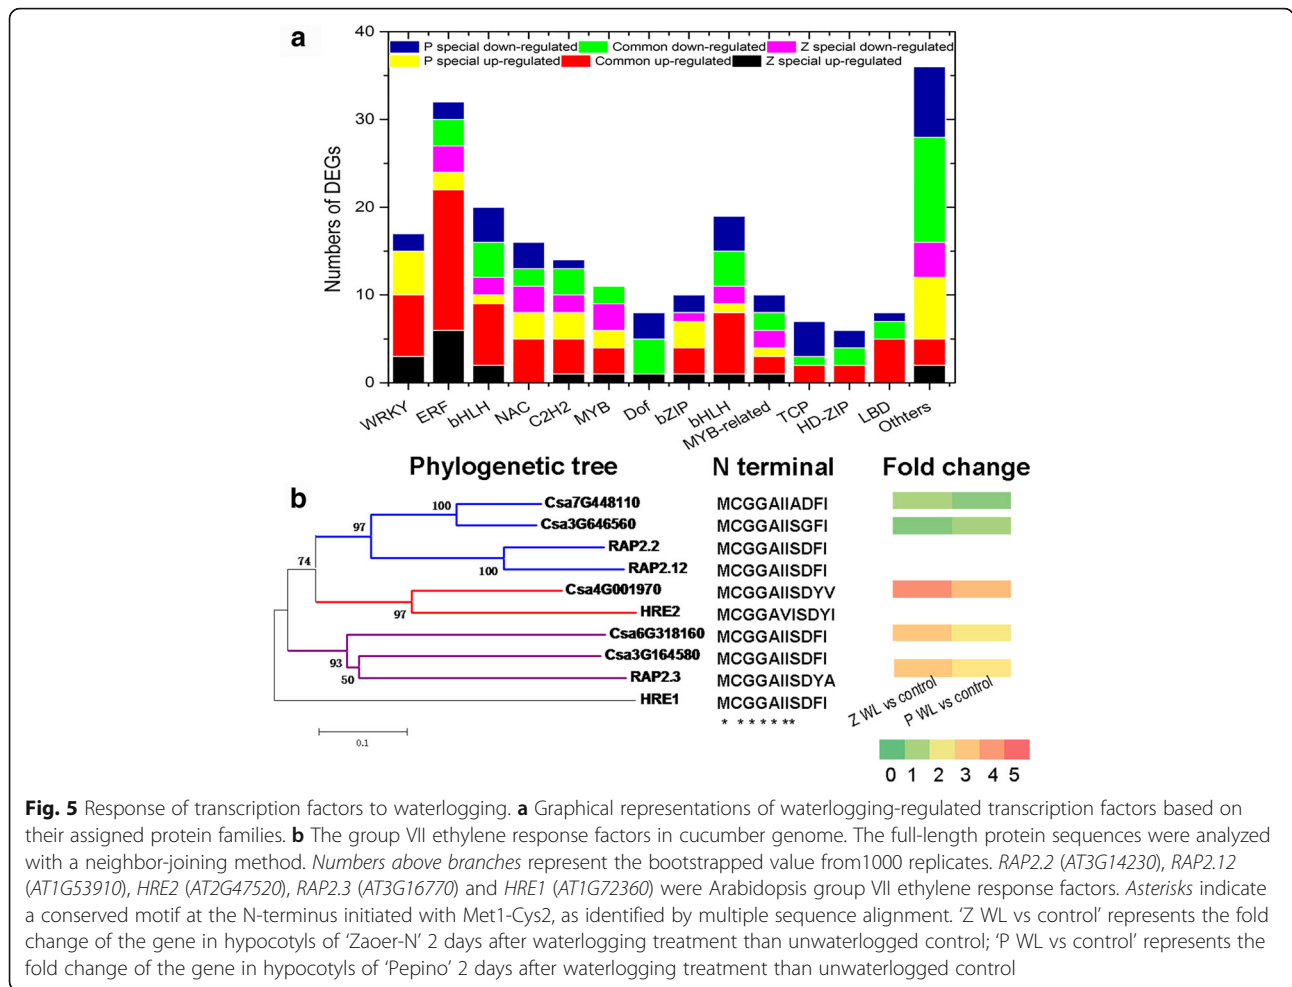 a
40
30
20
10
0
Numbers of DEGs
P special down-regulated Common down-regulated Z special down-regulated
P special up-regulated Common up-regulated Z special up-regulated
WRKY ERF bHLH NAC C2H2 MYB Dof bZIP bHLH MYB-related TCP HD-ZIP LBD Othters
Phylogenetic tree N terminal Fold change
b
Csa7G448110 MCGGAIIADFI
Csa3G646560 MCGGAIISGFI
RAP2.2 MCGGAIISDFI
RAP2.12 MCGGAIISDFI
Csa4G001970 MCGGAIISDYV
HRE2 MCGGAVISDYI
Csa6G318160 MCGGAIISDFI
Csa3G164580 MCGGAIISDFI
RAP2.3 MCGGAIISDYA
HRE1 MCGGAIISDFI
* * * * * **
100
97
100
74
97
93
50
0.1
Z WL vs control
P WL vs control
0 1 2 3 4 5
Fig. 5 Response of transcription factors to waterlogging. a Graphical representations of waterlogging-regulated transcription factors based on
their assigned protein families. b The group VII ethylene response factors in cucumber genome. The full-length protein sequences were analyzed
with a neighbor-joining method. Numbers above branches represent the bootstrapped value from1000 replicates. RAP2.2 (AT3G14230), RAP2.12
(AT1G53910), HRE2 (AT2G47520), RAP2.3 (AT3G16770) and HRE1 (AT1G72360) were Arabidopsis group VII ethylene response factors. Asterisks indicate
a conserved motif at the N-terminus initiated with Met1-Cys2, as identified by multiple sequence alignment. ‘Z WL vs control’ represents the fold
change of the gene in hypocotyls of ‘Zaoer-N’ 2 days after waterlogging treatment than unwaterlogged control; ‘P WL vs control’ represents the
fold change of the gene in hypocotyls of ‘Pepino’ 2 days after waterlogging treatment than unwaterlogged control